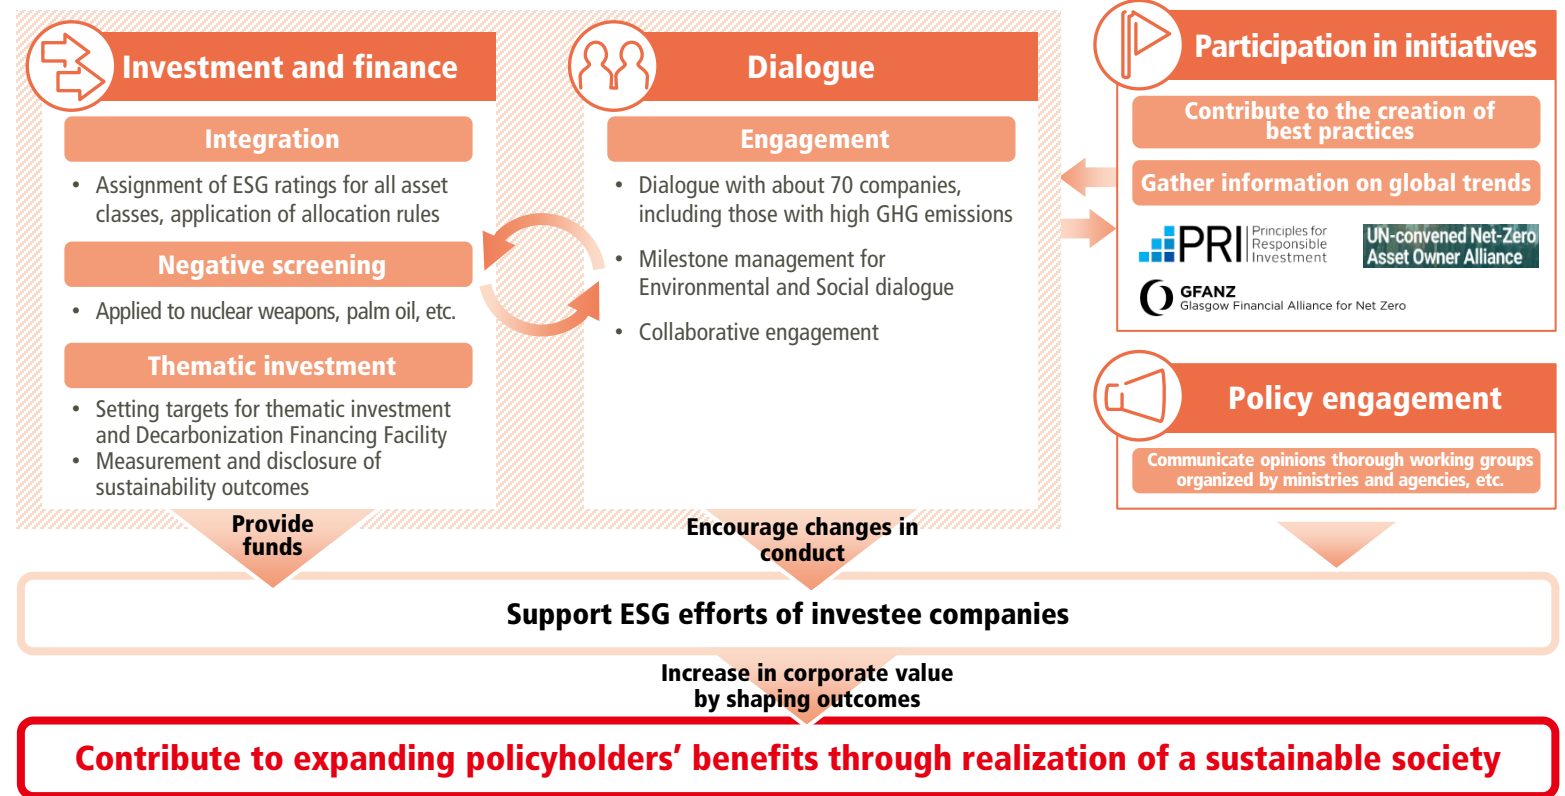 Investment and finance
Integration
• Assignment of ESG ratings for all asset
classes, application of allocation rules
Negative screening
• Applied to nuclear weapons, palm oil, etc.
Thematic investment
• Setting targets for thematic investment
and Decarbonization Financing Facility
• Measurement and disclosure of
sustainability outcomes
Provide
funds
Dialogue
Engagement
• Dialogue with about 70 companies,
including those with high GHG emissions
• Milestone management for
Environmental and Social dialogue
• Collaborative engagement
Encourage changes in
conduct
Participation in initiatives
Contribute to the creation of
best practices
Gather information on global trends
PRI
Principles for
Responsible
Investment
UN-convened Net-Zero
Asset Owner Alliance
GFANZ
Glasgow Financial Alliance for Net Zero
Policy engagement
Communicate opinions thorough working groups
organized by ministries and agencies, etc.
Support ESG efforts of investee companies
Increase in corporate value
by shaping outcomes
Contribute to expanding policyholders’ benefits through realization of a sustainable society